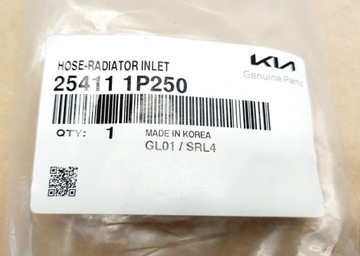 HOSE-RADIATOR INLET
KIA
Genuine Parts
25411 1P250
QTY: 1
MADE IN KOREA
GL01 / SRL4